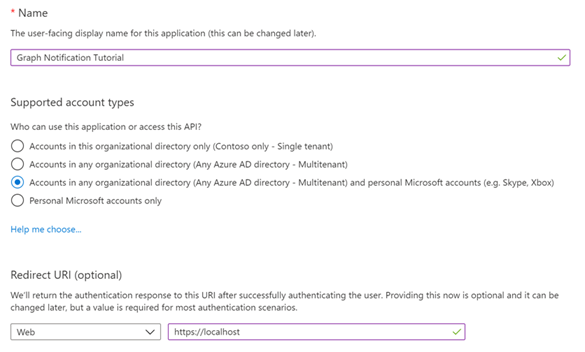 * Name
The user-facing display name for this application (this can be changed later).
Graph Notification Tutorial
Supported account types
Who can use this application or access this API?
Accounts in this organizational directory only (Contoso only - Single tenant)
Accounts in any organizational directory (Any Azure AD directory - Multitenant)
Accounts in any organizational directory (Any Azure AD directory - Multitenant) and personal Microsoft accounts (e.g. Skype, Xbox)
Personal Microsoft accounts only
Help me choose...
Redirect URI (optional)
We'll return the authentication response to this URI after successfully authenticating the user. Providing this now is optional and it can be
changed later, but a value is required for most authentication scenarios.
Web https://localhost